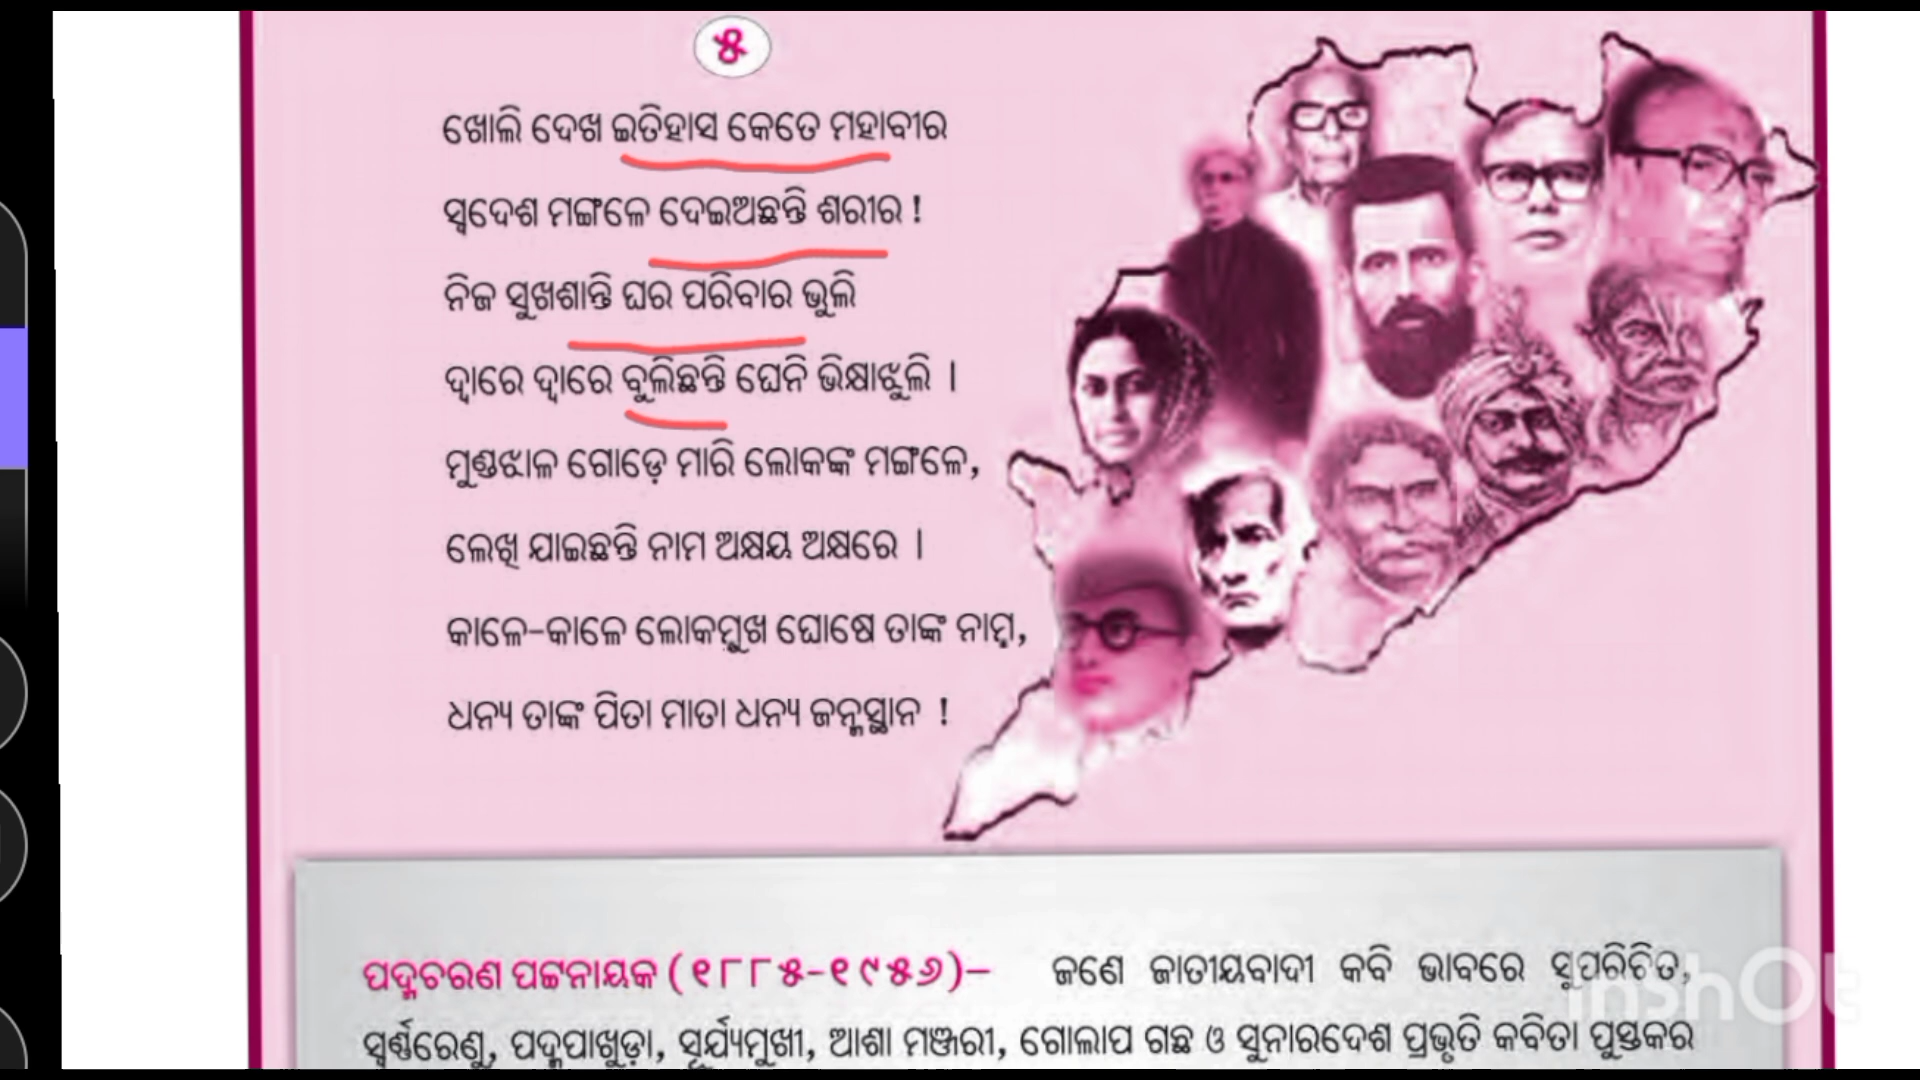 ୫
ଖୋଲି ଦେଖ ଇତିହାସ କେତେ ମହାବୀର
ସ୍ୱଦେଶ ମଙ୍ଗଳେ ଦେଇଅଛନ୍ତି ଶରୀର !
ନିଜ ସୁଖଶାନ୍ତି ଘର ପରିବାର ଭୁଲି
ଦ୍ୱାରେ ଦ୍ୱାରେ ବୁଲିଛନ୍ତି ଘେନି ଭିକ୍ଷାଝୁଲି ।
ମୁଣ୍ଡଝାଳ ଗୋଡ଼େ ମାରି ଲୋକଙ୍କ ମଙ୍ଗଳେ,
ଲେଖି ଯାଇଛନ୍ତି ନାମ ଅକ୍ଷୟ ଅକ୍ଷରେ ।
କାଳେ-କାଳେ ଲୋକମୁଖ ଘୋଷେ ତାଙ୍କ ନାମ,
ଧନ୍ୟ ତାଙ୍କ ପିତା ମାତା ଧନ୍ୟ ଜନ୍ମସ୍ଥାନ !
ପଦ୍ମଚରଣ ପଟ୍ଟନାୟକ (୧୮୮୫-୧୯୫୬)– ଜଣେ ଜାତୀୟବାଦୀ କବି ଭାବରେ ସୁପରିଚିତ,
ସ୍ୱର୍ଣ୍ଣରେଣୁ, ପଦ୍ମପାଖୁଡ଼ା, ସୂର୍ଯ୍ୟମୁଖୀ, ଆଶା ମଞ୍ଜରୀ, ଗୋଲାପ ଗଛ ଓ ସୁନାରଦେଶ ପ୍ରଭୃତି କବିତା ପୁସ୍ତକର
InShOt